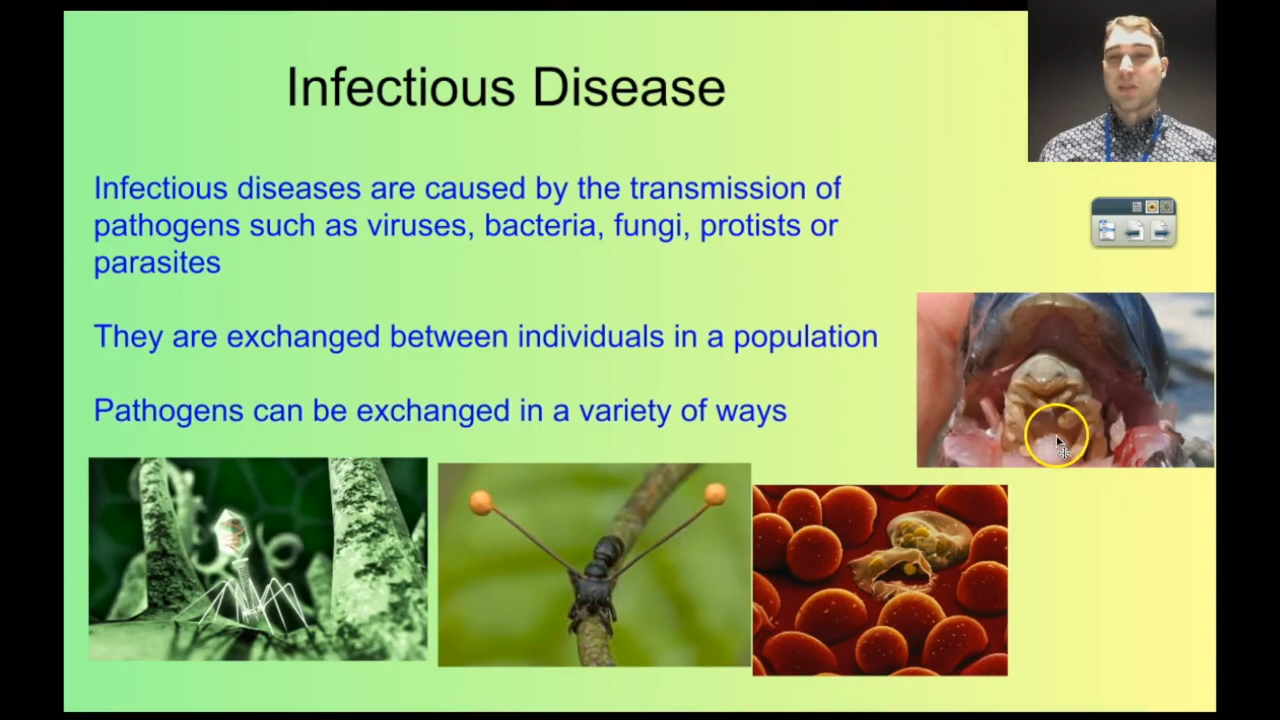 Infectious Disease
Infectious diseases are caused by the transmission of
pathogens such as viruses, bacteria, fungi, protists or
parasites
They are exchanged between individuals in a population
Pathogens can be exchanged in a variety of ways